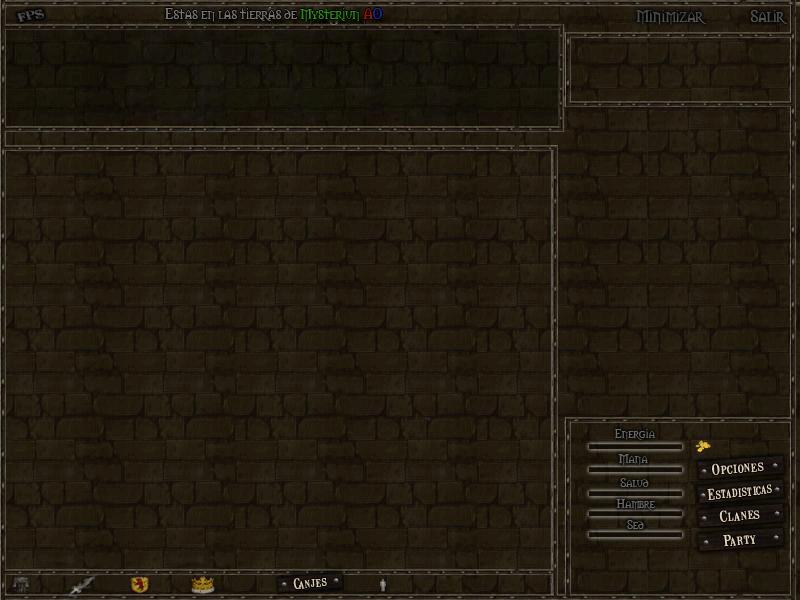 FPS
Estas en las tierras de Mysteriun AO
Minimizar
Salir
Energia
Mana
Salud
Hambre
Sed
Opciones
Estadisticas
Clanes
Party
Canjes